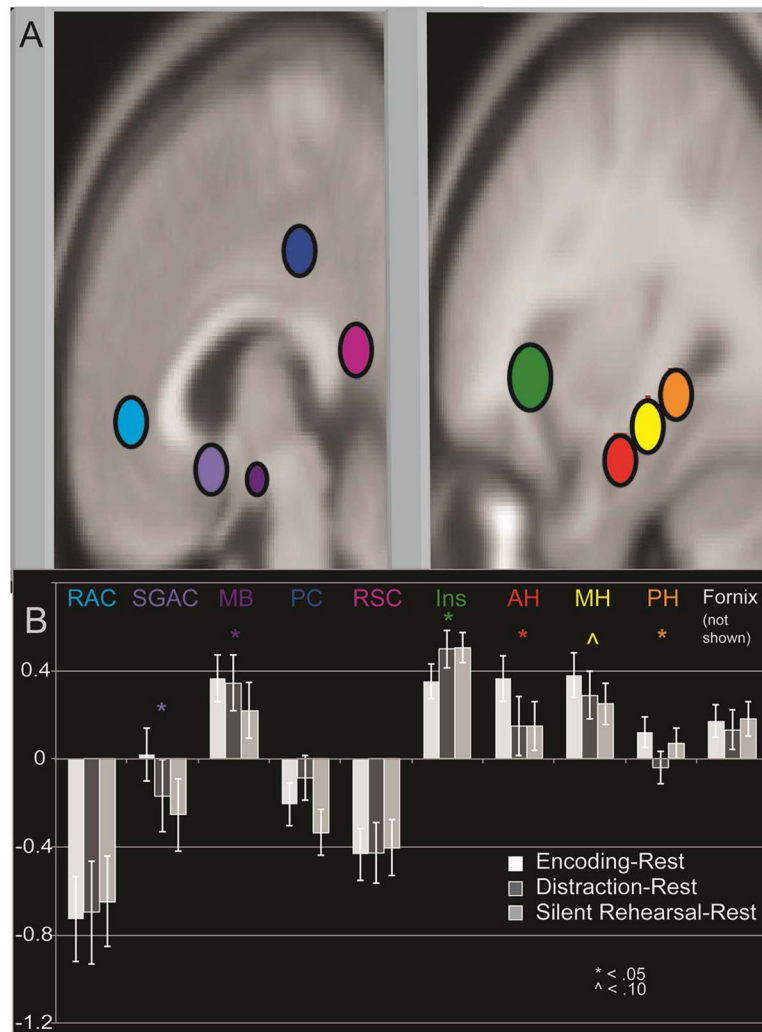 A
B
RAC SGAC MB PC RSC Ins AH MH PH Fornix
(not
shown)
* * * * ^ *
0.4
0
-0.4
Encoding-Rest
Distraction-Rest
Silent Rehearsal-Rest
-0.8
* < .05
^ < .10
-1.2